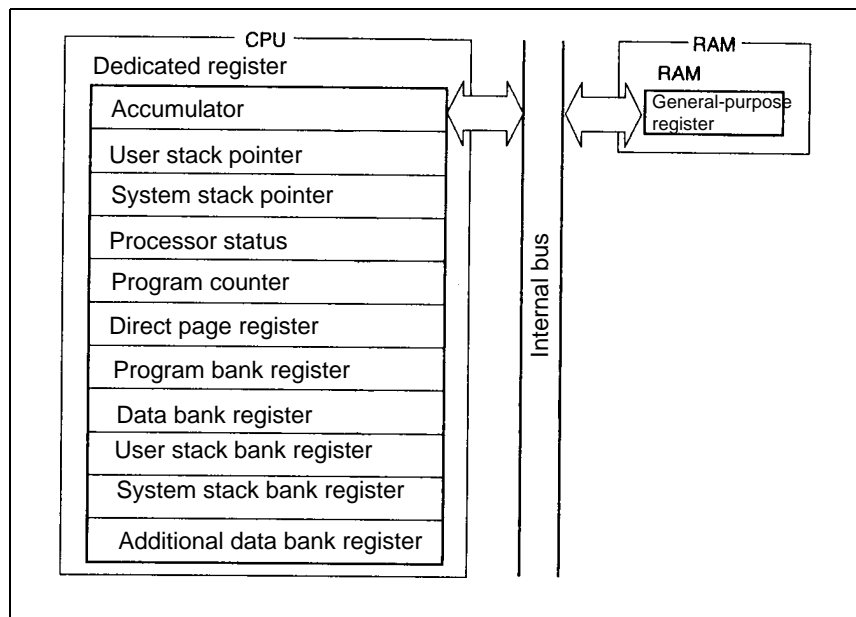 CPU
Dedicated register
Accumulator
User stack pointer
System stack pointer
Processor status
Program counter
Direct page register
Program bank register
Data bank register
User stack bank register
System stack bank register
Additional data bank register
Internal bus
RAM
RAM
General-purpose
register